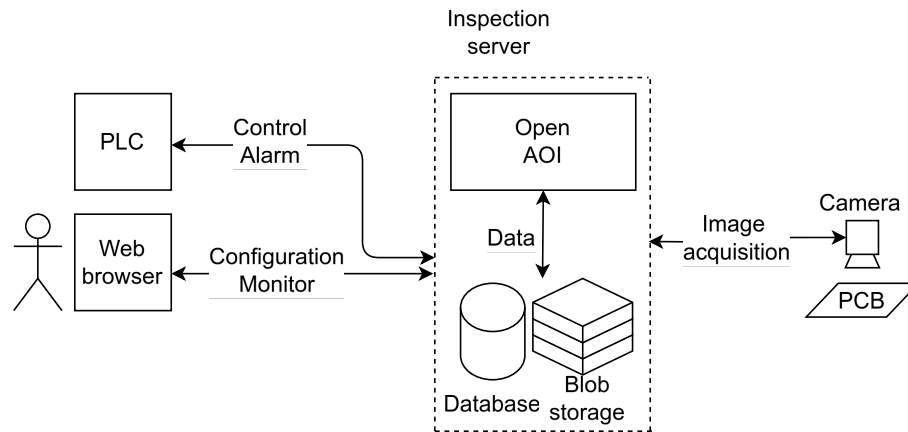 Inspection
server
PLC
Control
Alarm
Open
AOI
Web
browser
Configuration
Monitor
Data
Image
acquisition
Camera
PCB
Database
Blob
storage